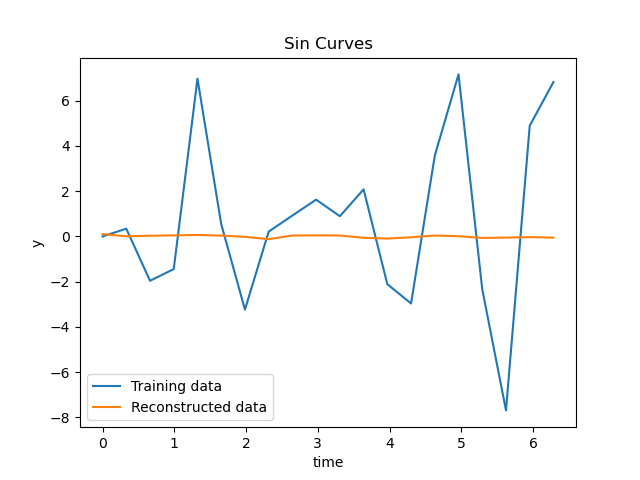 Sin Curves
y
6
4
2
0
−2
−4
−6
−8
Training data
Reconstructed data
0 1 2 3 4 5 6
time